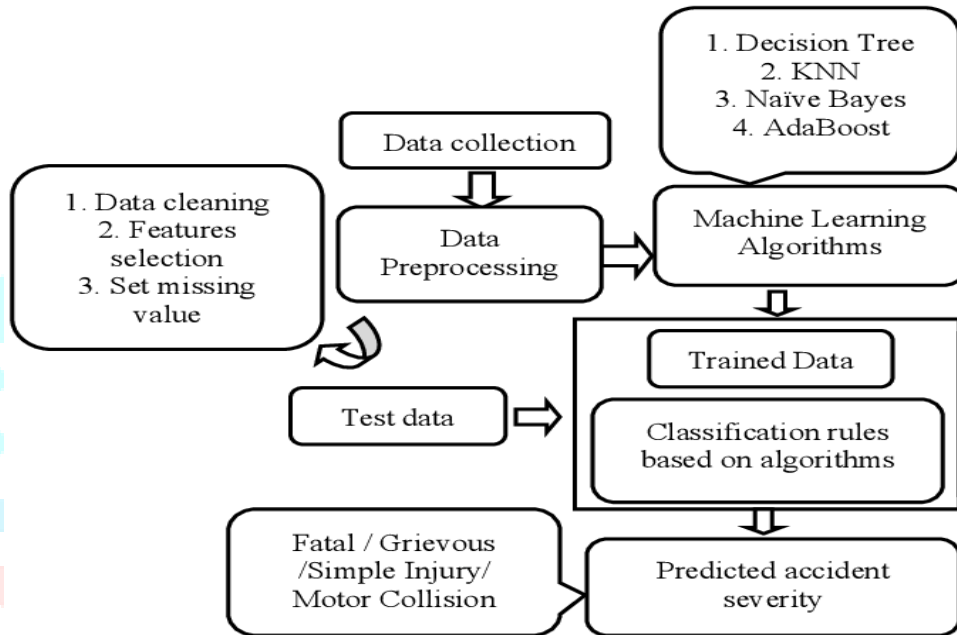 1. Decision Tree
2. KNN
3. Naïve Bayes
4. AdaBoost
Data collection
1. Data cleaning
2. Features
selection
3. Set missing
value
Data
Preprocessing
Machine Learning
Algorithms
Trained Data
Test data
Classification rules
based on algorithms
Fatal / Grievous
/Simple Injury/
Motor Collision
Predicted accident
severity